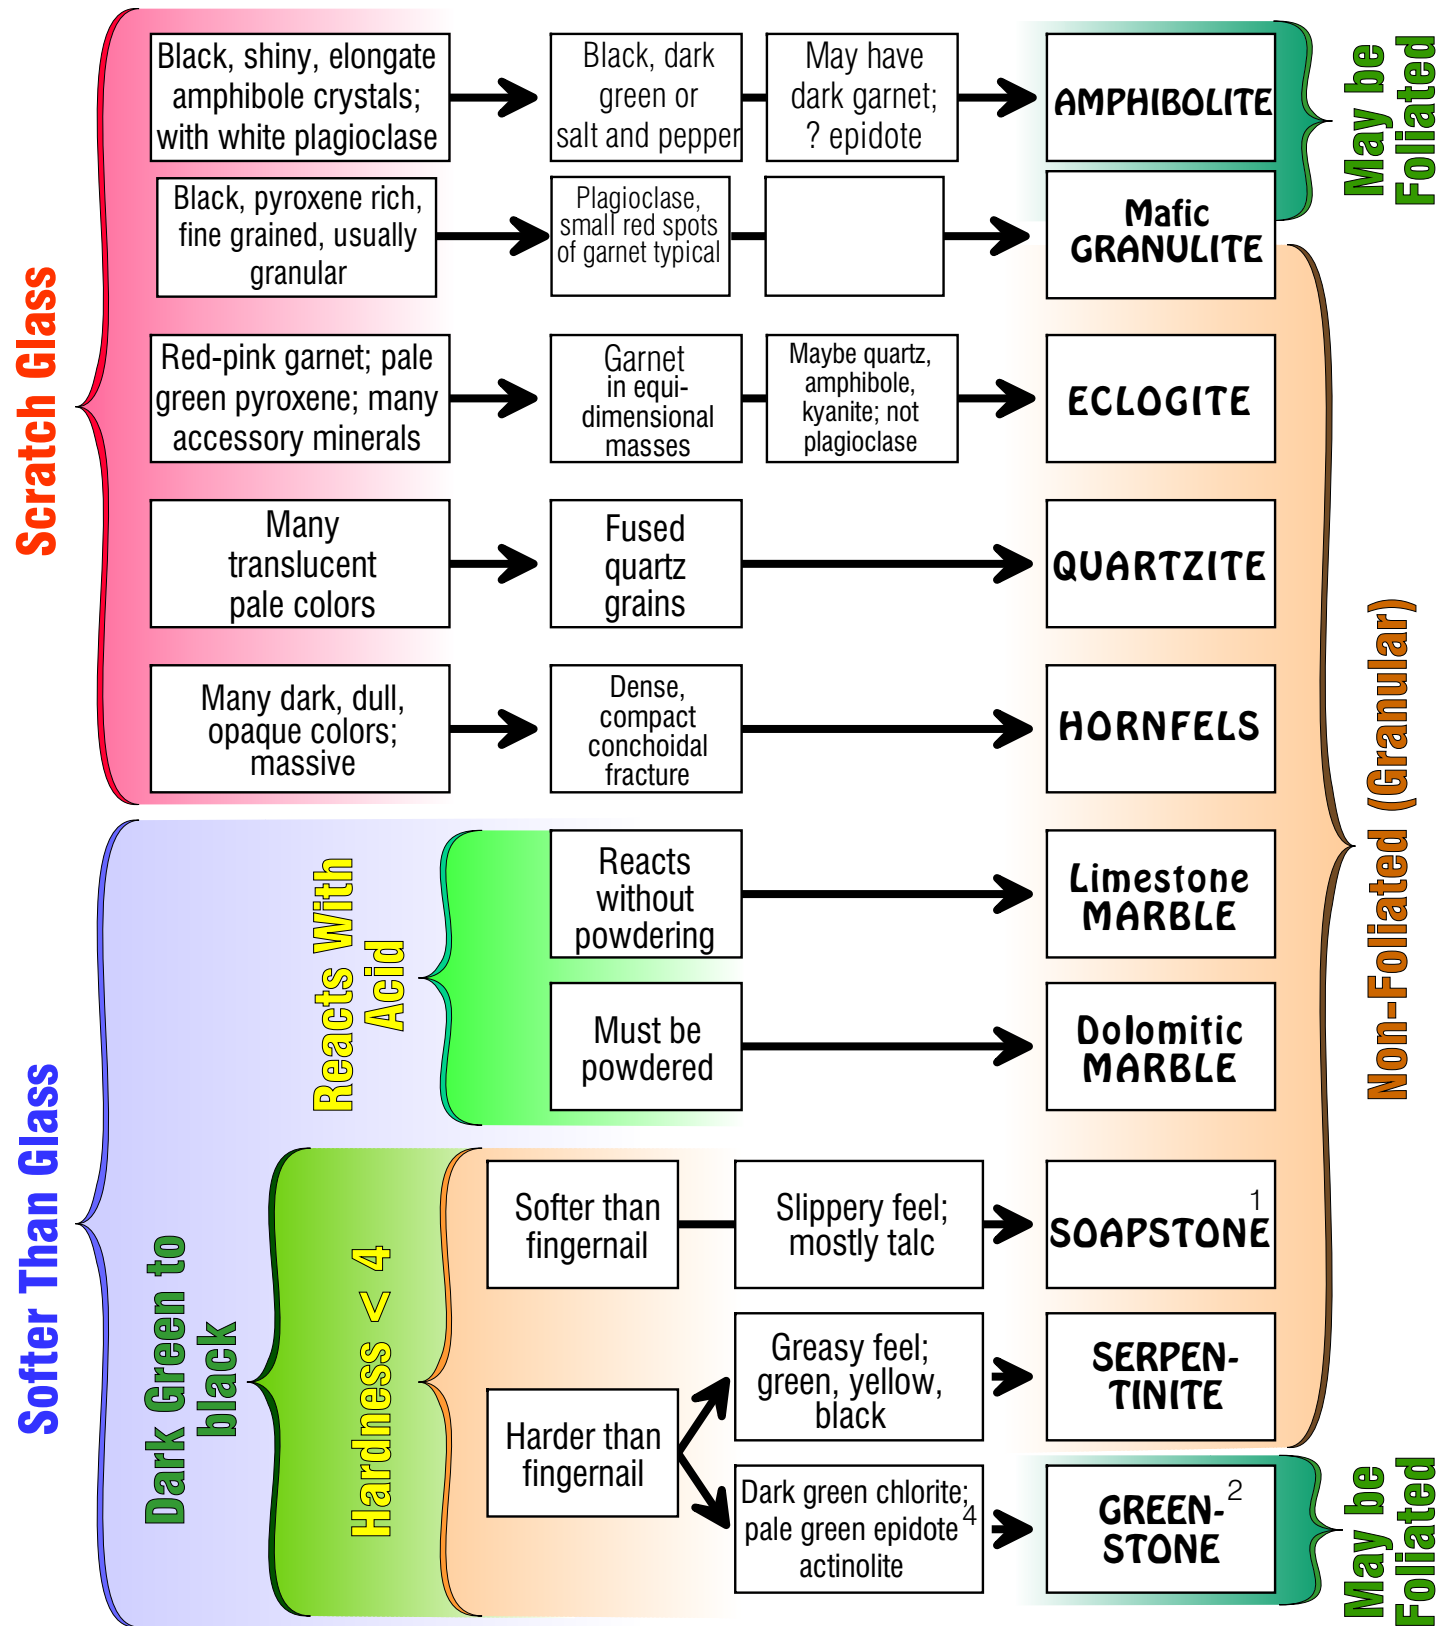 Scratch Glass
Black, shiny, elongate
amphibole crystals;
with white plagioclase
Black, dark
green or
salt and pepper
May have
dark garnet;
? epidote
AMPHIBOLITE
May be
Foliated
Black, pyroxene rich,
fine grained, usually
granular
Plagioclase,
small red spots
of garnet typical
Mafic
GRANULITE
Red-pink garnet; pale
green pyroxene; many
accessory minerals
Garnet
in equi-
dimensional
masses
Maybe quartz,
amphibole,
kyanite; not
plagioclase
ECLOGITE
Many
translucent
pale colors
Fused
quartz
grains
QUARTZITE
Many dark, dull,
opaque colors;
massive
Dense,
compact
conchoidal
fracture
HORNFELS
Non-Foliated (Granular)
Softer Than Glass
Reacts With
Acid
Reacts
without
powdering
Limestone
MARBLE
Must be
powdered
Dolomitic
MARBLE
Dark Green to
black
Hardness < 4
Softer than
fingernail
Slippery feel;
mostly talc
SOAPSTONE 1
Harder than
fingernail
Greasy feel;
green, yellow,
black
SERPEN-
TINITE
Dark green chlorite;
pale green epidote 4
actinolite
GREEN- 2
STONE
May be
Foliated